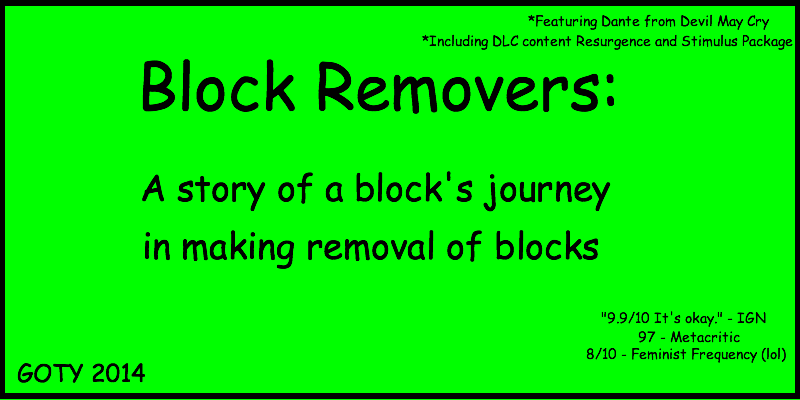 *Featuring Dante from Devil May Cry
*Including DLC content Resurgence and Stimulus Package
Block Removers:
A story of a block's journey
in making removal of blocks
"9.9/10 It's okay." - IGN
97 - Metacritic
8/10 - Feminist Frequency (lol)
GOTY 2014